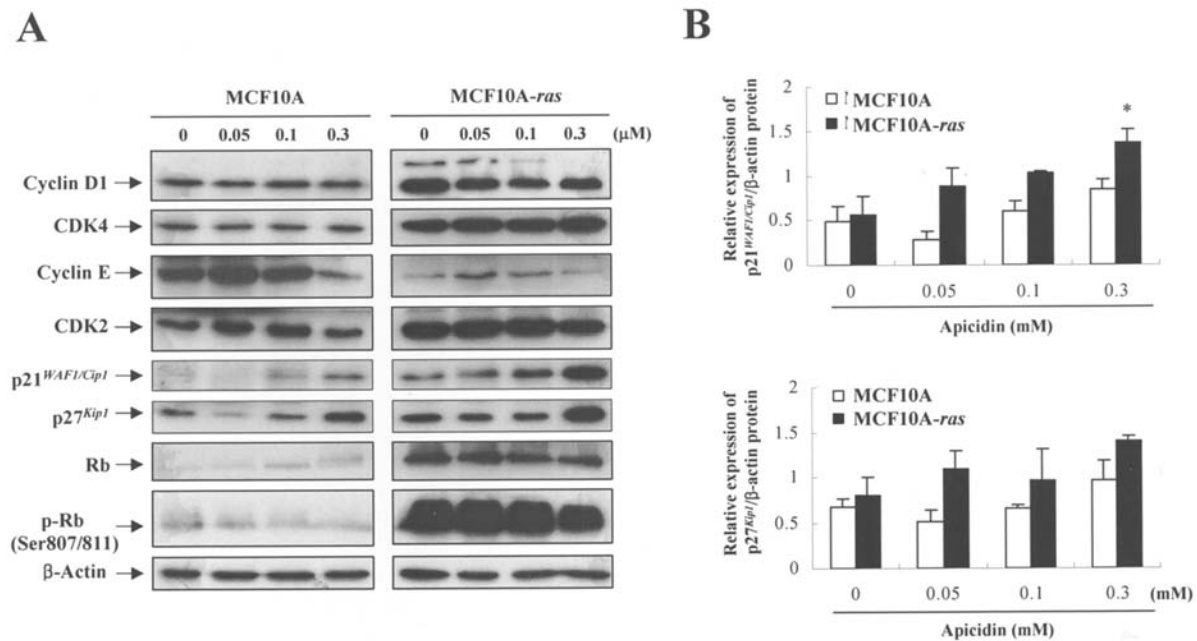 A
MCF10A MCF10A-ras
0 0.05 0.1 0.3 0 0.05 0.1 0.3 (μM)
Cyclin D1
CDK4
Cyclin E
CDK2
p21WAF1/Cip1
p27Kip1
Rb
p-Rb
(Ser807/811)
β-Actin
B
Relative expression of
p21WAF1/Cip1/β-actin protein
2
1.5
1
0.5
0
MCF10A
MCF10A-ras
*
0 0.05 0.1 0.3
Apicidin (mM)
Relative expression of
p27Kip1/β-actin protein
2
1.5
1
0.5
0
MCF10A
MCF10A-ras
0 0.05 0.1 0.3 (mM)
Apicidin (mM)